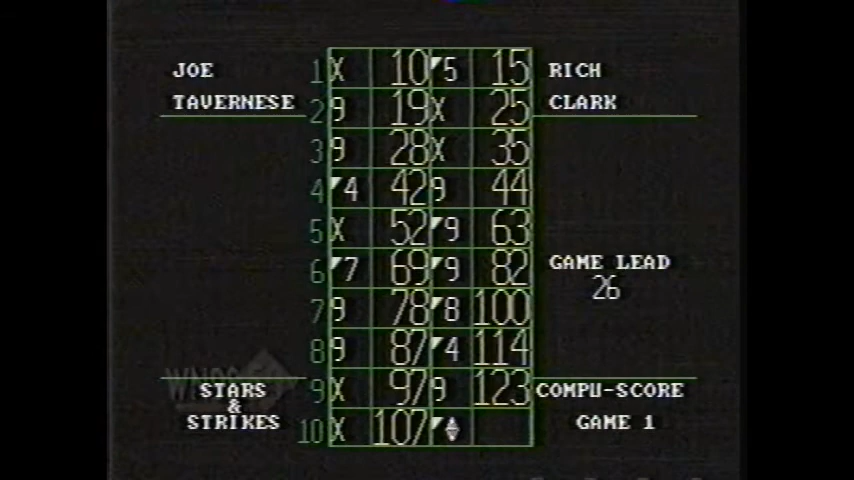 JOE
TAVERNESE
RICH
CLARK
1 X 10 5 15
2 9 19 X 25
3 9 28 X 35
4 4 42 9 44
5 X 52 9 63
6 7 69 9 82
7 9 78 8 100
8 9 87 4 114
9 X 97 9 123
10 X 107
GAME LEAD
26
WNDS 50
STARS
&
STRIKES
COMPU-SCORE
GAME 1